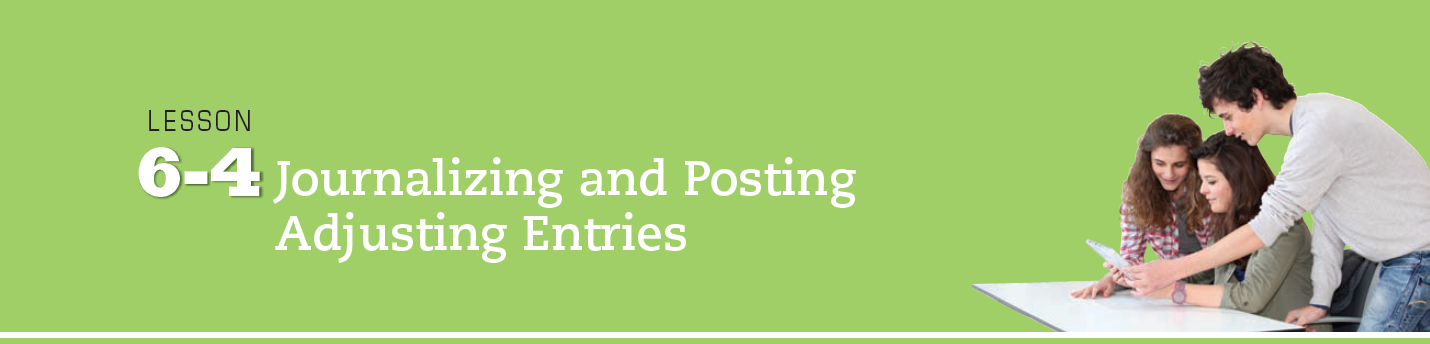 LESSON
6-4 Journalizing and Posting
Adjusting Entries